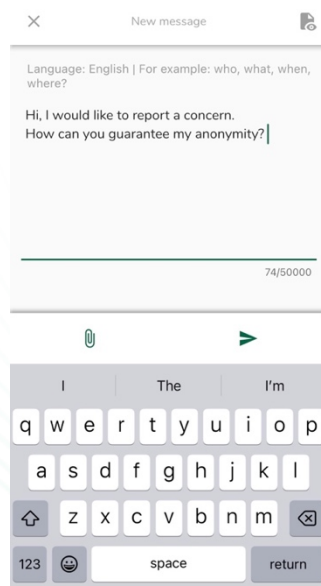 New message
Language: English | For example: who, what, when,
where?
Hi, I would like to report a concern.
How can you guarantee my anonymity?
74/50000
I The I'm
q w e r t y u i o p
a s d f g h j k l
z x c v b n m
123 space return